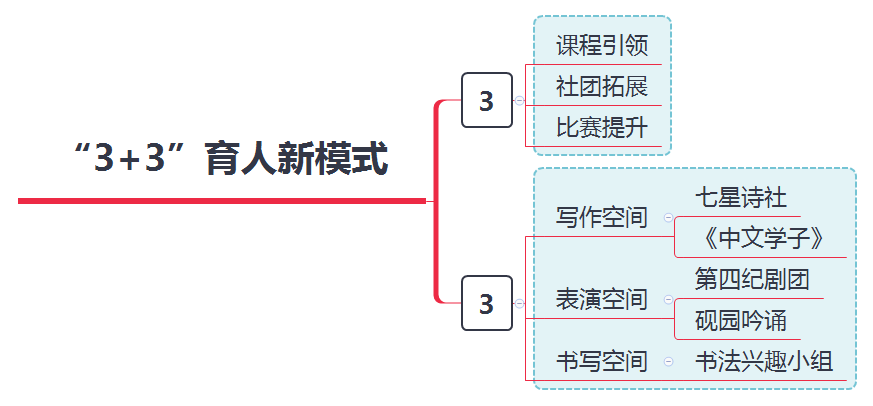 “3+3”育人新模式
3
课程引领
社团拓展
比赛提升
3
写作空间
七星诗社
《中文学子》
表演空间
第四纪剧团
砚园吟诵
书写空间
书法兴趣小组